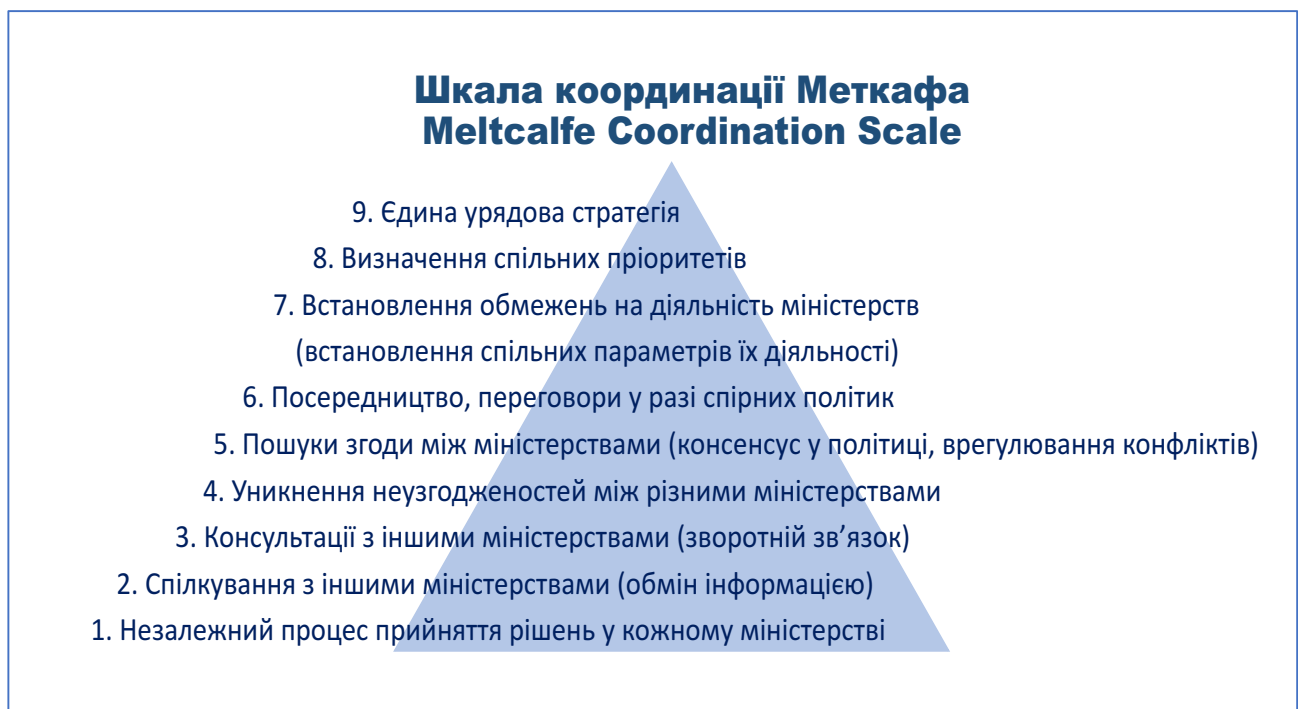 Шкала координації Меткафа
Meltcalfe Coordination Scale
9. Єдина урядова стратегія
8. Визначення спільних пріоритетів
7. Встановлення обмежень на діяльність міністерств
(встановлення спільних параметрів їх діяльності)
6. Посередництво, переговори у разі спірних політик
5. Пошуки згоди між міністерствами (консенсус у політиці, врегулювання конфліктів)
4. Уникнення неузгодженостей між різними міністерствами
3. Консультації з іншими міністерствами (зворотній зв’язок)
2. Спілкування з іншими міністерствами (обмін інформацією)
1. Незалежний процес прийняття рішень у кожному міністерстві